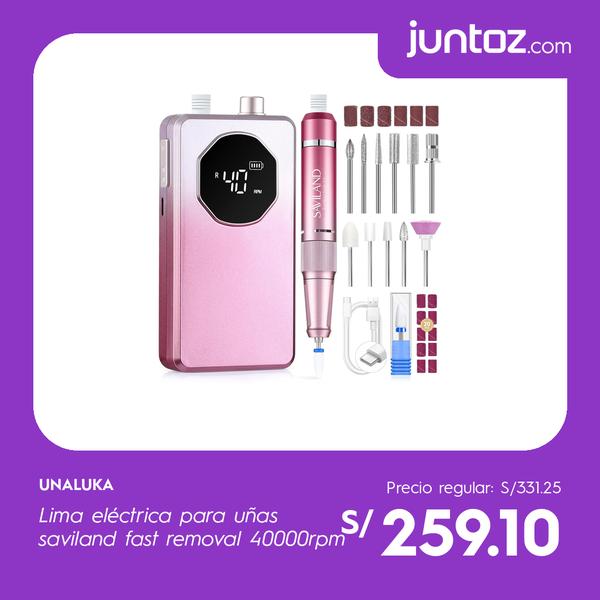 juntoz.com
R 40 RPM
SAVILAND
20
UNALUKA
Precio regular: S/331.25
Lima eléctrica para uñas
saviland fast removal 40000rpm
S/ 259.10